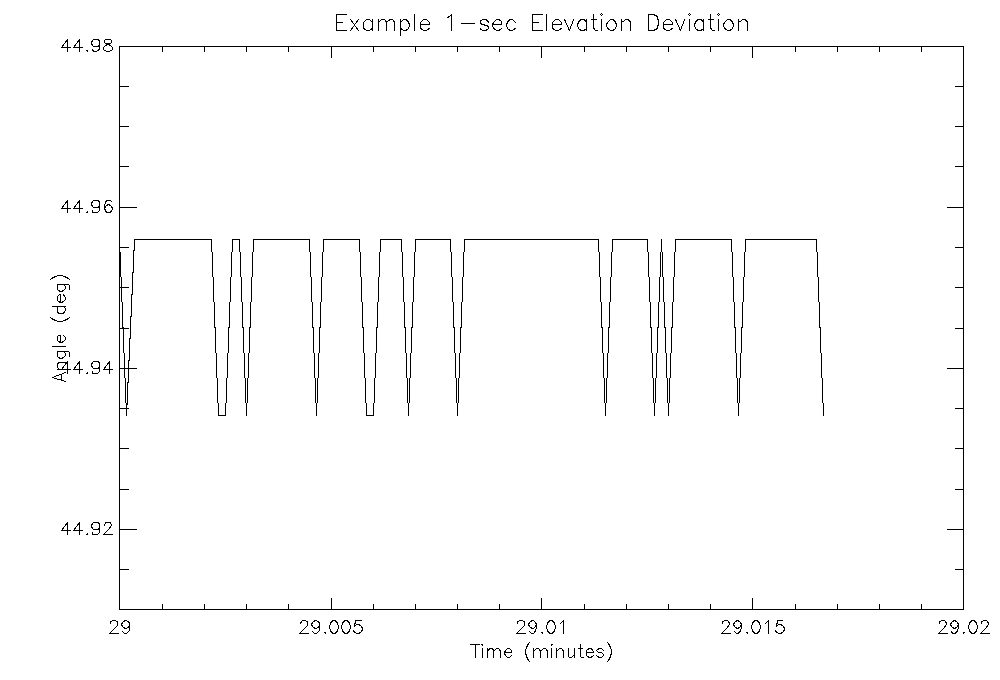 Example 1-sec Elevation Deviation
44.98
44.96
44.94
44.92
Angle (deg)
29 29.005 29.01 29.015 29.02
Time (minutes)